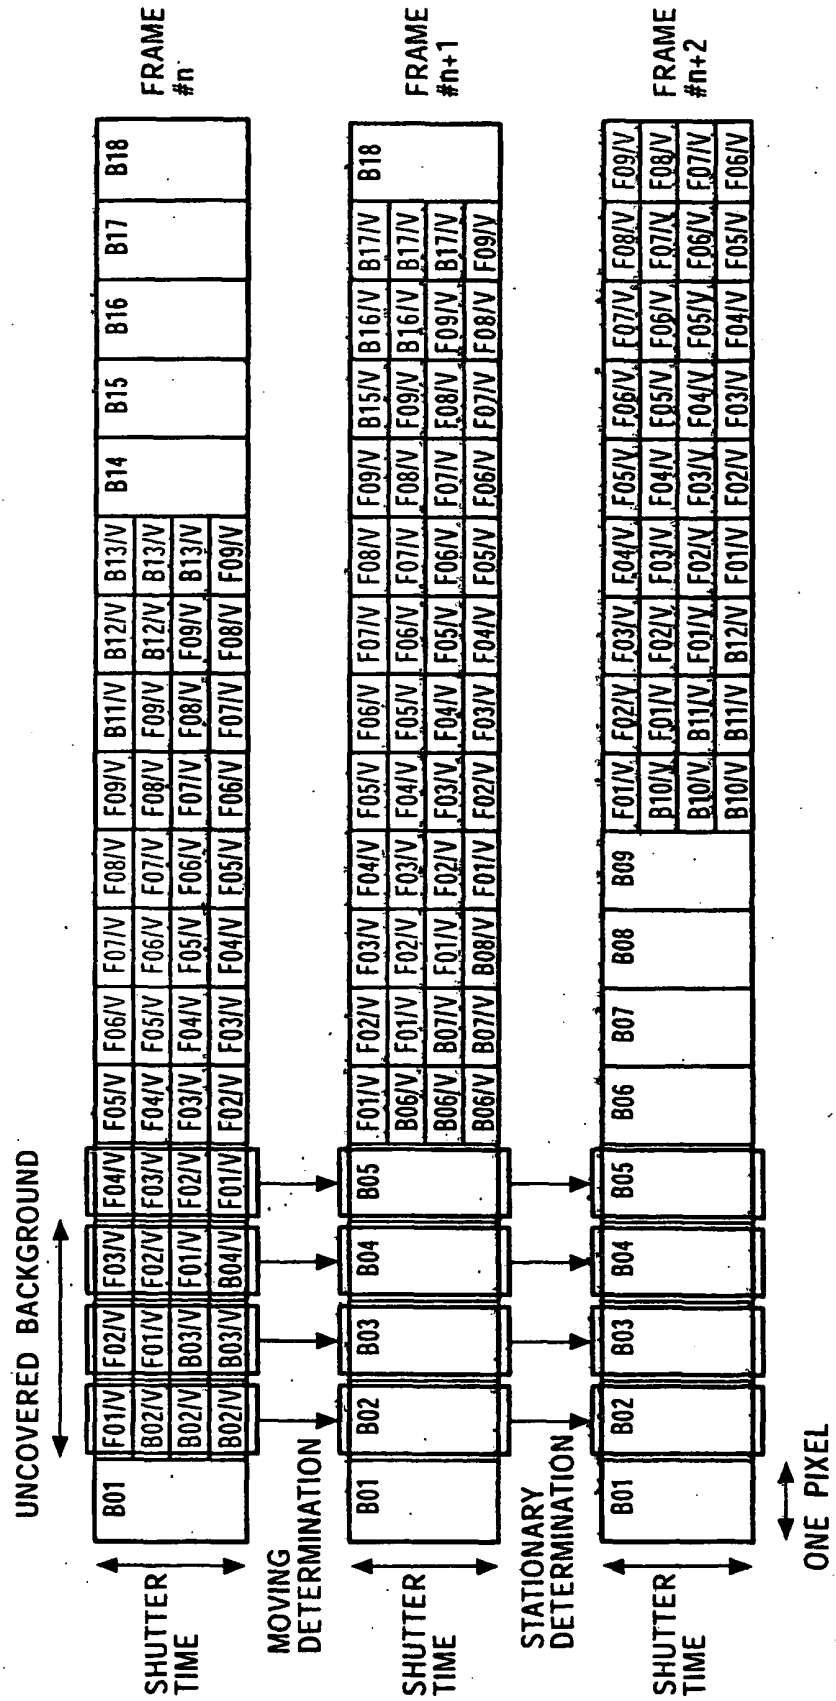 UNCOVERED BACKGROUND
SHUTTER
TIME
B01 F01/V F02/V F03/V F04/V F05/V F06/V F07/V F08/V F09/V B11/V B12/V B13/V B14 B15 B16 B17 B18
B02/V F01/V F02/V F03/V F04/V F05/V F06/V F07/V F08/V F09/V B12/V B13/V
B02/V B03/V F01/V F02/V F03/V F04/V F05/V F06/V F07/V F08/V F09/V B13/V
B02/V B03/V B04/V F01/V F02/V F03/V F04/V F05/V F06/V F07/V F08/V F09/V
FRAME
#n
MOVING
DETERMINATION
SHUTTER
TIME
B01 B02 B03 B04 B05 F01/V F02/V F03/V F04/V F05/V F06/V F07/V F08/V F09/V B15/V B16/V B17/V B18
B06/V F01/V F02/V F03/V F04/V F05/V F06/V F07/V F08/V F09/V B16/V B17/V
B06/V B07/V F01/V F02/V F03/V F04/V F05/V F06/V F07/V F08/V F09/V B17/V
B06/V B07/V B08/V F01/V F02/V F03/V F04/V F05/V F06/V F07/V F08/V F09/V
FRAME
#n+1
STATIONARY
DETERMINATION
SHUTTER
TIME
B01 B02 B03 B04 B05 B06 B07 B08 B09 F01/V F02/V F03/V F04/V F05/V F06/V F07/V F08/V F09/V
B10/V F01/V F02/V F03/V F04/V F05/V F06/V F07/V F08/V
B10/V B11/V F01/V F02/V F03/V F04/V F05/V F06/V F07/V
B10/V B11/V B12/V F01/V F02/V F03/V F04/V F05/V F06/V
FRAME
#n+2
ONE PIXEL